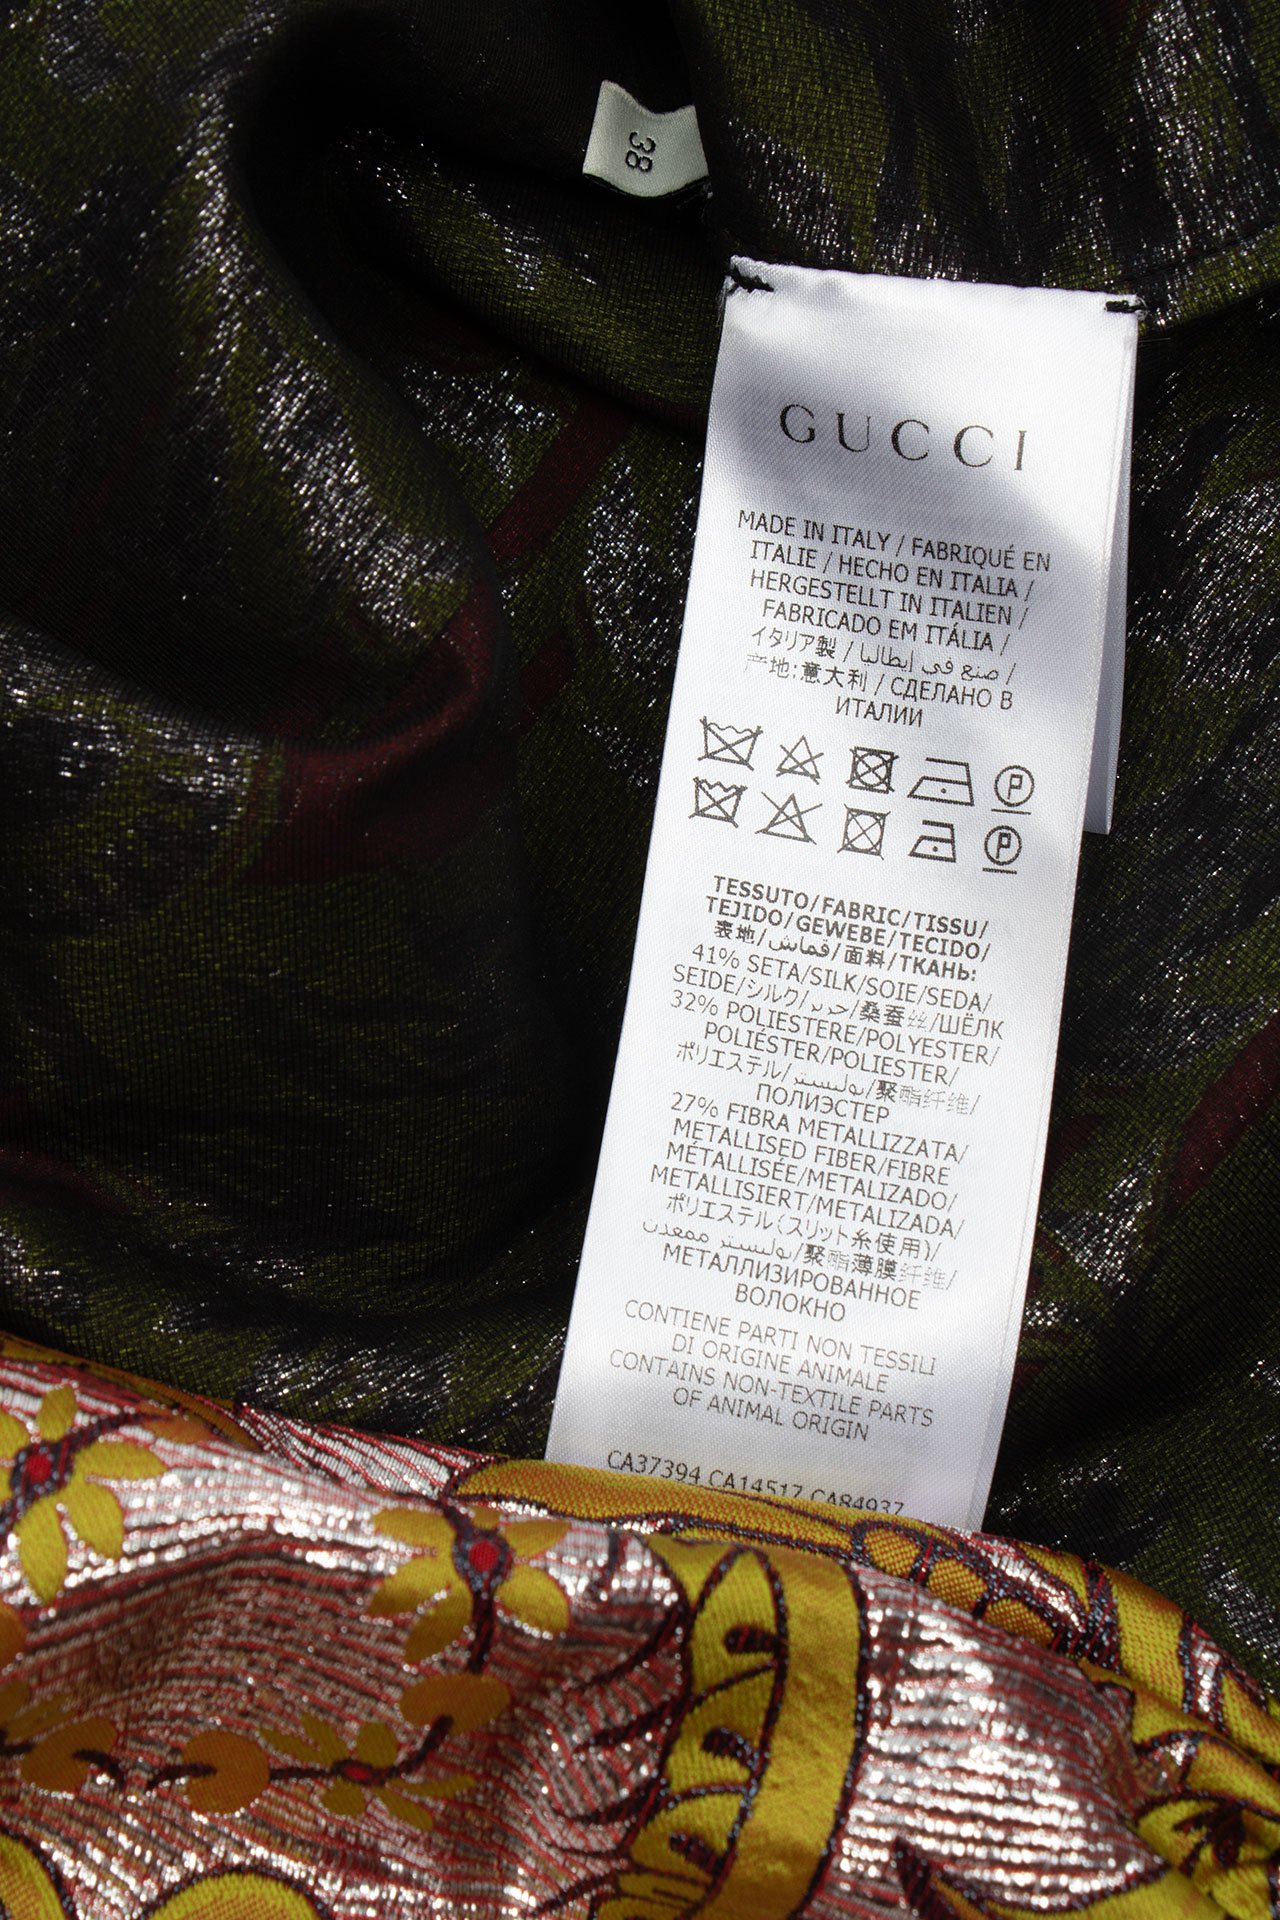 38
GUCCI
MADE IN ITALY / FABRIQUÉ EN
ITALIE / HECHO EN ITALIA /
HERGESTELLT IN ITALIEN /
FABRICADO EM ITÁLIA /
イタリア製 / صنع في إيطاليا /
产地:意大利 / СДЕЛАНО В
ИТАЛИИ
P
P
TESSUTO/FABRIC/TISSU/
TEJIDO/GEWEBE/TECIDO/
表地/قماش/面料/ТКАНЬ:
41% SETA/SILK/SOIE/SEDA/
SEIDE/シルク/حرير/桑蚕丝/ШЁЛК
32% POLIESTERE/POLYESTER/
POLIÉSTER/POLIESTER/
ポリエステル/بوليستر/聚酯纤维/
ПОЛИЭСТЕР
27% FIBRA METALLIZZATA/
METALLISED FIBER/FIBRE
MÉTALLISÉE/METALIZADO/
METALLISIERT/METALIZADA/
ポリエステル(スリット糸使用)/
بوليستر ممعدن/聚酯薄膜纤维/
МЕТАЛЛИЗИРОВАННОЕ
ВОЛОКНО
CONTIENE PARTI NON TESSILI
DI ORIGINE ANIMALE
CONTAINS NON-TEXTILE PARTS
OF ANIMAL ORIGIN
CA37394 CA14517 CA84937